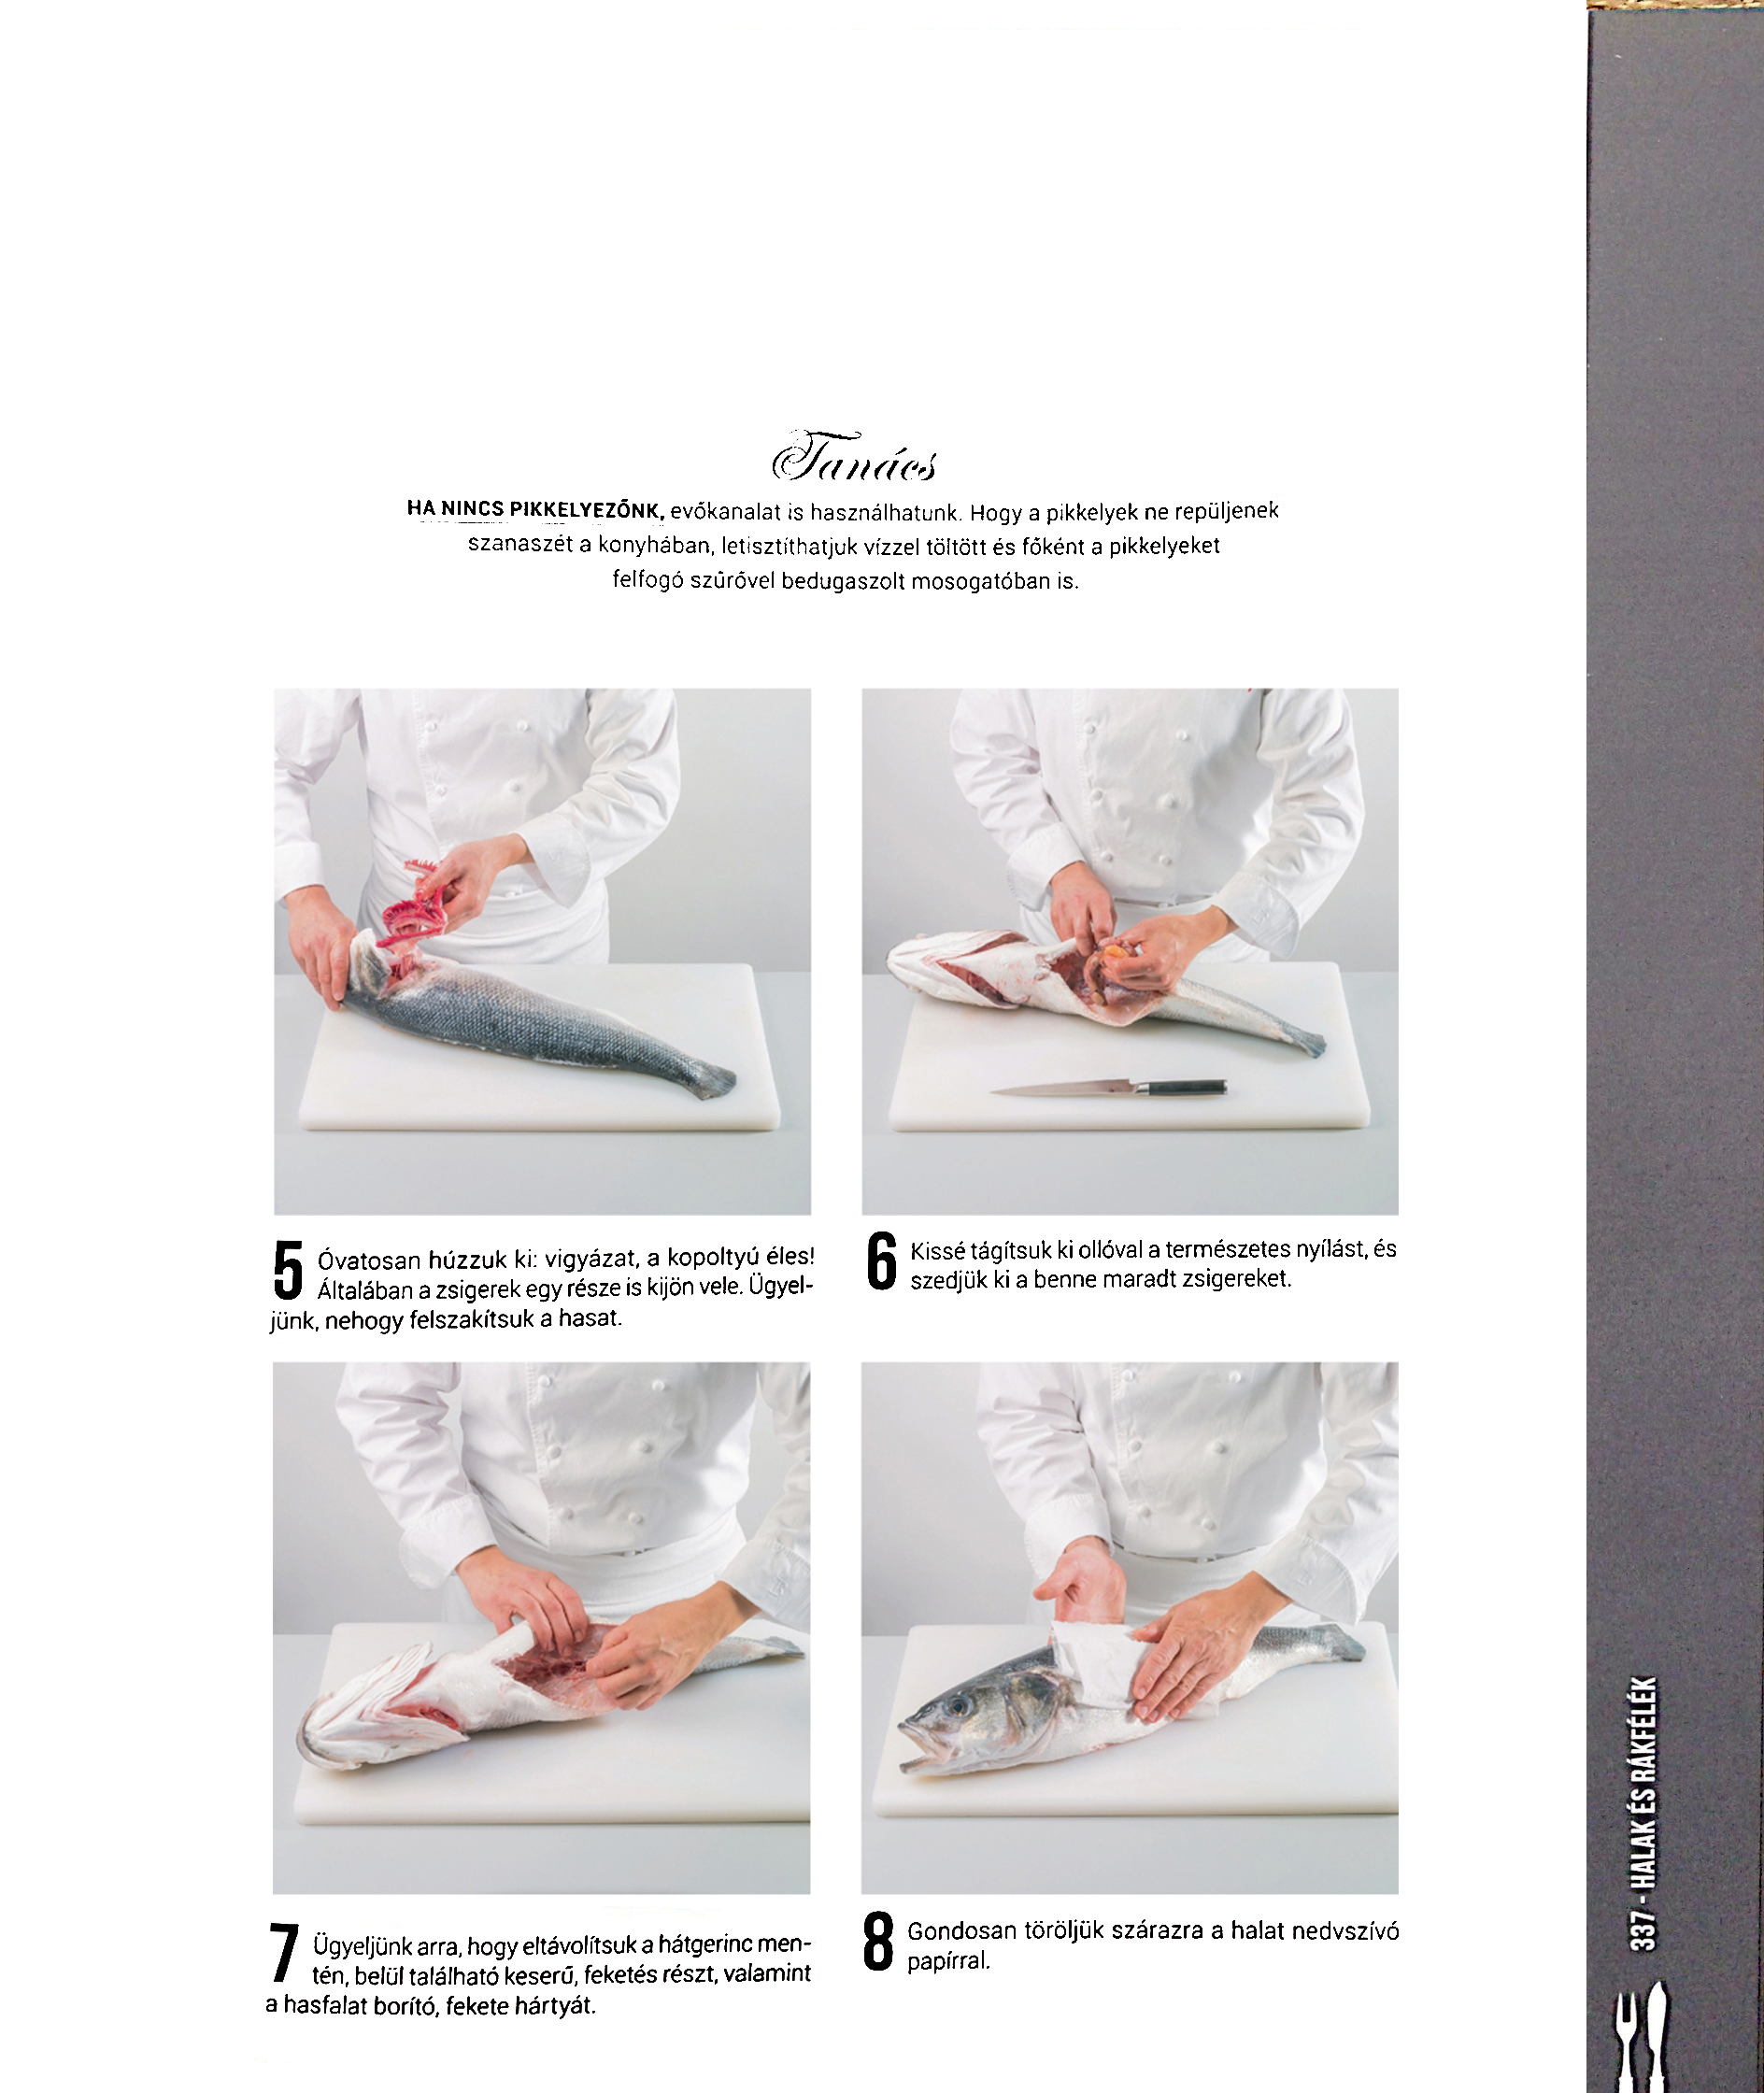 Tanács
HA NINCS PIKKELYEZŐNK, evőkanalat is használhatunk. Hogy a pikkelyek ne repüljenek
szanaszét a konyhában, letisztíthatjuk vízzel töltött és főként a pikkelyeket
felfogó szűrővel bedugaszolt mosogatóban is.
5 Óvatosan húzzuk ki: vigyázat, a kopoltyú éles!
Általában a zsigerek egy része is kijön vele. Ügyel-
jünk, nehogy felszakítsuk a hasat.
6 Kissé tágítsuk ki ollóval a természetes nyílást, és
szedjük ki a benne maradt zsigereket.
7 Ügyeljünk arra, hogy eltávolítsuk a hátgerinc men-
tén, belül található keserű, feketés részt, valamint
a hasfalat borító, fekete hártyát.
8 Gondosan töröljük szárazra a halat nedvszívó
papírral.
337 - HALAK ÉS RÁKFÉLÉK